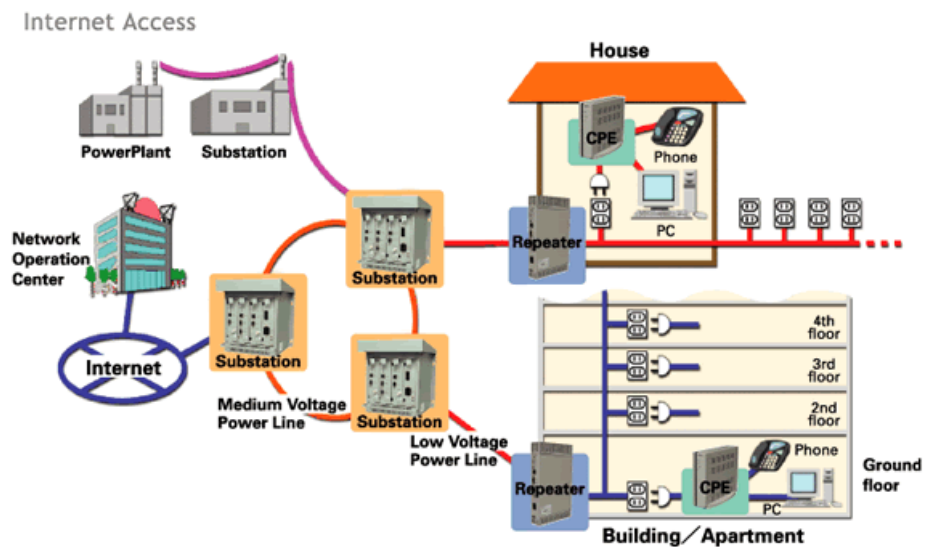 Internet Access
House
PowerPlant
Substation
CPE
Phone
PC
Network
Operation
Center
Substation
Repeater
Substation
Internet
Substation
Medium Voltage
Power Line
Low Voltage
Power Line
4th
floor
3rd
floor
2nd
floor
Repeater
CPE
Phone
PC
Ground
floor
Building／Apartment